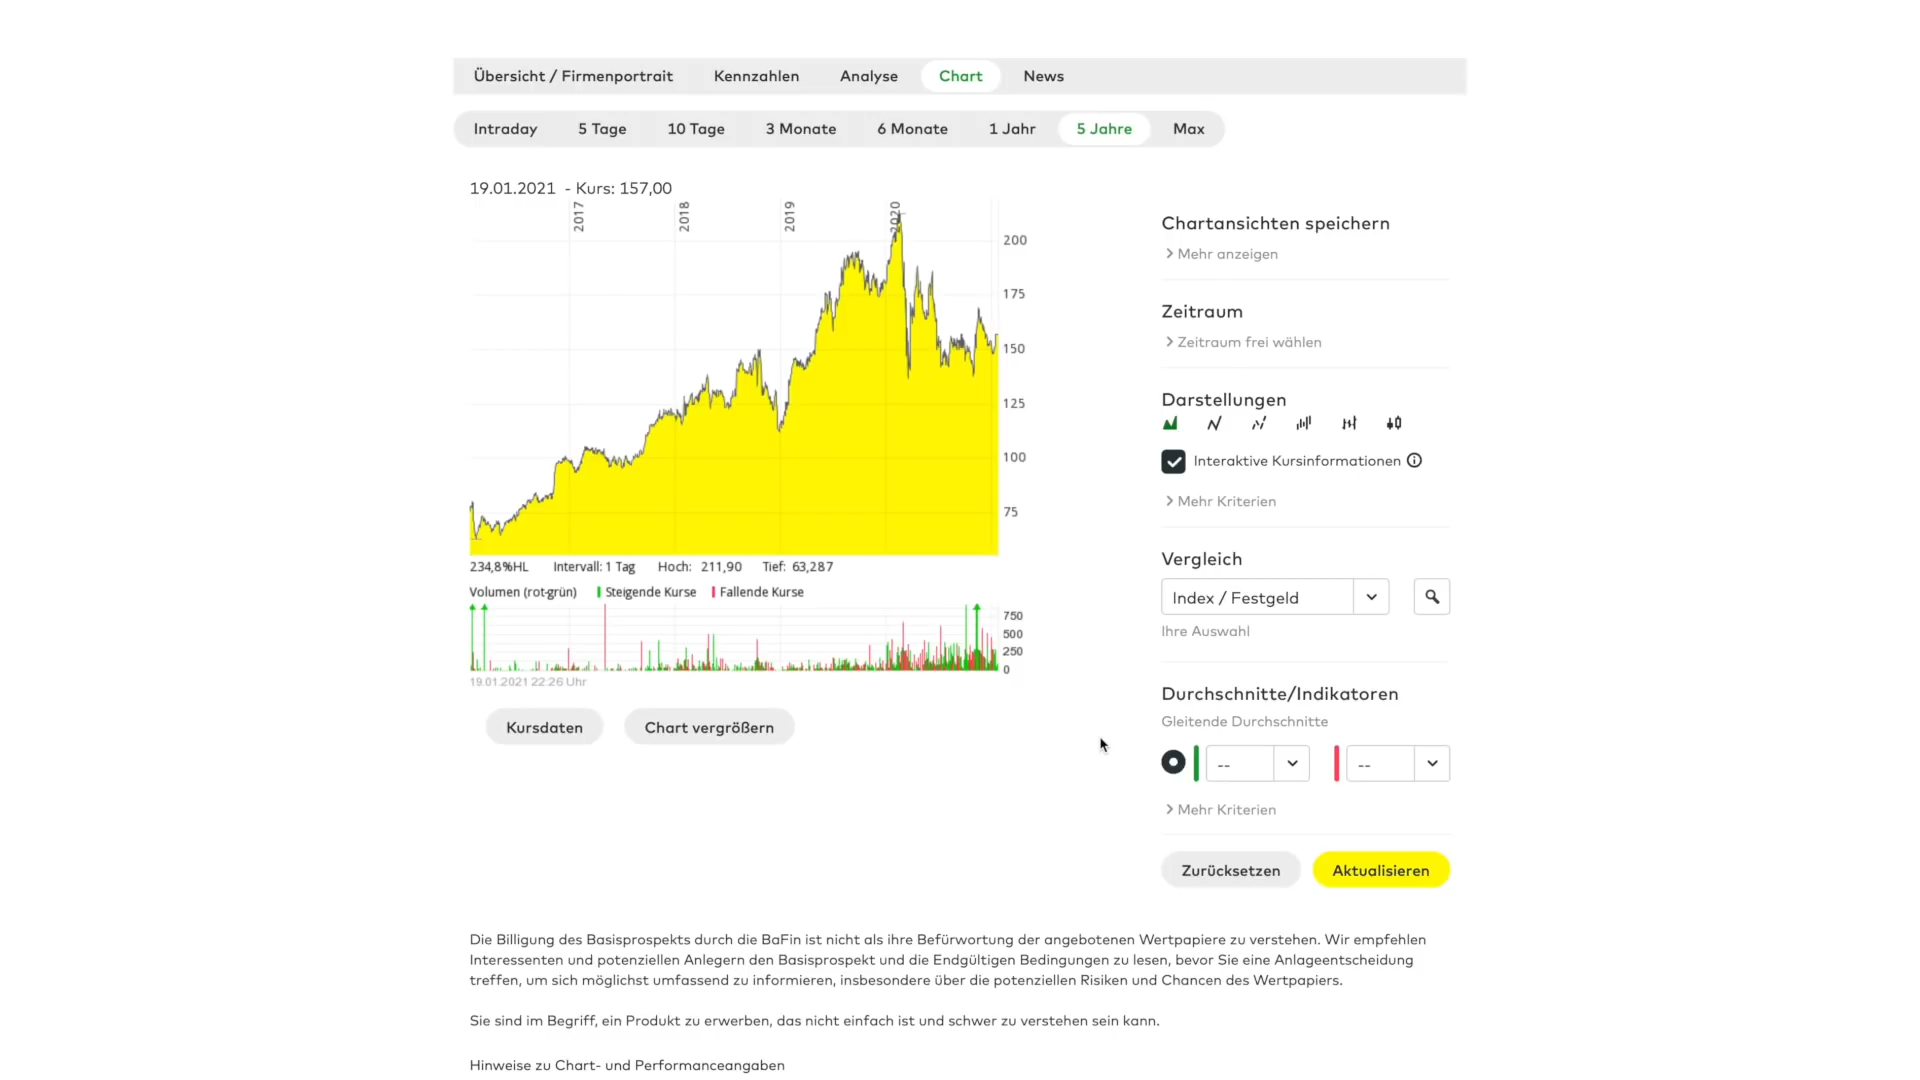 Übersicht / Firmenportrait Kennzahlen Analyse Chart News
Intraday 5 Tage 10 Tage 3 Monate 6 Monate 1 Jahr 5 Jahre Max
19.01.2021 - Kurs: 157,00
2017 2018 2019 2020
200
175
150
125
100
75
234,8%HL Intervall: 1 Tag Hoch: 211,90 Tief: 63,287
Volumen (rot-grün) Steigende Kurse Fallende Kurse
750
500
250
0
19.01.2021 22:26 Uhr
Kursdaten Chart vergrößern
Chartansichten speichern
Mehr anzeigen
Zeitraum
Zeitraum frei wählen
Darstellungen
Interaktive Kursinformationen
Mehr Kriterien
Vergleich
Index / Festgeld
Ihre Auswahl
Durchschnitte/Indikatoren
Gleitende Durchschnitte
-- --
Mehr Kriterien
Zurücksetzen Aktualisieren
Die Billigung des Basisprospekts durch die BaFin ist nicht als ihre Befürwortung der angebotenen Wertpapiere zu verstehen. Wir empfehlen
Interessenten und potenziellen Anlegern den Basisprospekt und die Endgültigen Bedingungen zu lesen, bevor Sie eine Anlageentscheidung
treffen, um sich möglichst umfassend zu informieren, insbesondere über die potenziellen Risiken und Chancen des Wertpapiers.
Sie sind im Begriff, ein Produkt zu erwerben, das nicht einfach ist und schwer zu verstehen sein kann.
Hinweise zu Chart- und Performanceangaben